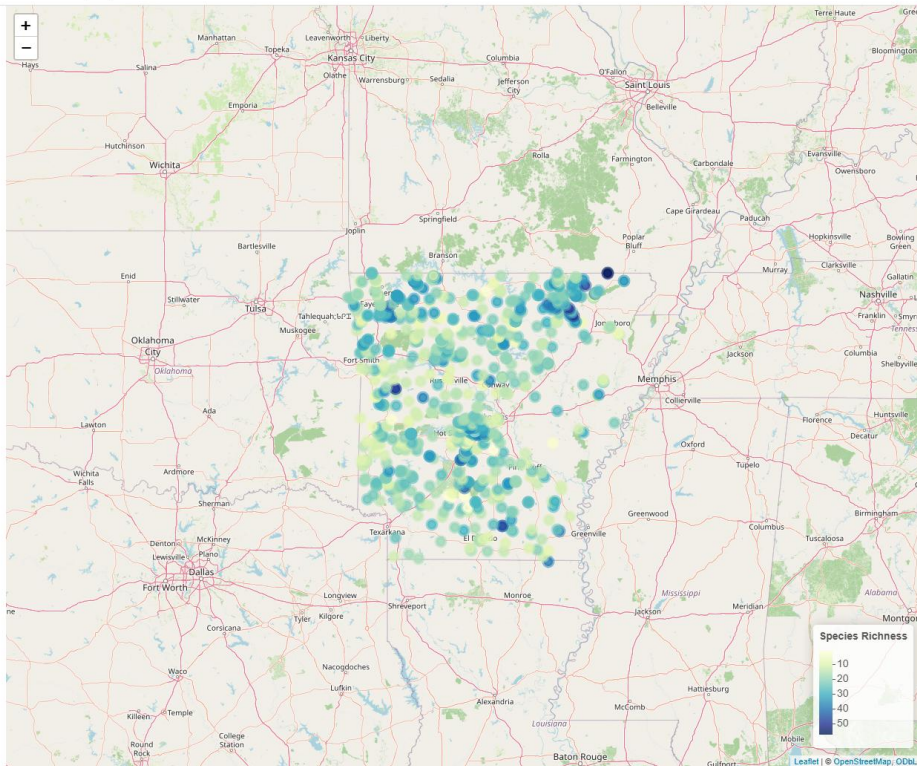 +
−
Manhattan
Leavenworth
Liberty
Terre Haute
Topeka
Kansas City
Columbia
Bloomington
Hays
Salina
Olathe
Warrensburg
Sedalia
Jefferson
City
O'Fallon
Saint Louis
Belleville
Emporia
Hutchinson
Wichita
Rolla
Farmington
Carbondale
Evansville
Owensboro
Cape Girardeau
Paducah
Springfield
Joplin
Poplar
Bluff
Hopkinsville
Bowling
Green
Bartlesville
Branson
Murray
Clarksville
Gallatin
Enid
Stillwater
Tulsa
Tahlequah
Nashville
Franklin
Muskogee
Oklahoma
City
Oklahoma
Fort Smith
Jackson
Columbia
Shelbyville
Memphis
Collierville
Ada
Lawton
Florence
Huntsville
Decatur
Oxford
Tupelo
Wichita
Falls
Ardmore
Sherman
Greenwood
Columbus
Birmingham
Texarkana
Greenville
Tuscaloosa
Denton
McKinney
Lewisville
Plano
Dallas
Fort Worth
Longview
Monroe
Mississippi
Alabama
Shreveport
Jackson
Meridian
Tyler
Kilgore
Corsicana
Species Richness
10
20
30
40
50
Waco
Nacogdoches
Lufkin
Alexandria
Hattiesburg
McComb
Killeen
Temple
Louisiana
Mobile
Round
Rock
College
Station
Baton Rouge
Gulfport
Leaflet | © OpenStreetMap, ODbL